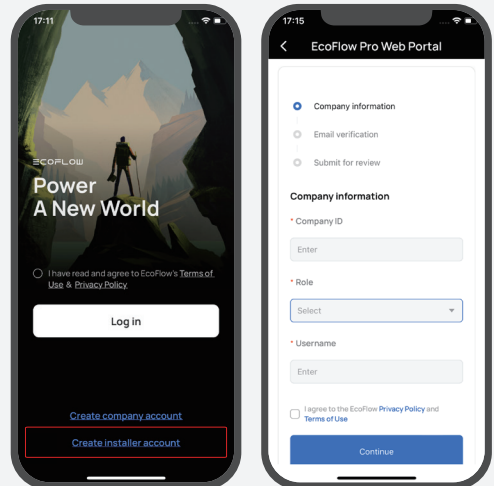 17:11
ECOFLOW
Power
A New World
I have read and agree to EcoFlow's Terms of
Use & Privacy Policy
Log in
Create company account
Create installer account
17:15
EcoFlow Pro Web Portal
Company information
Email verification
Submit for review
Company information
* Company ID
Enter
* Role
Select
* Username
Enter
I agree to the EcoFlow Privacy Policy and
Terms of Use
Continue